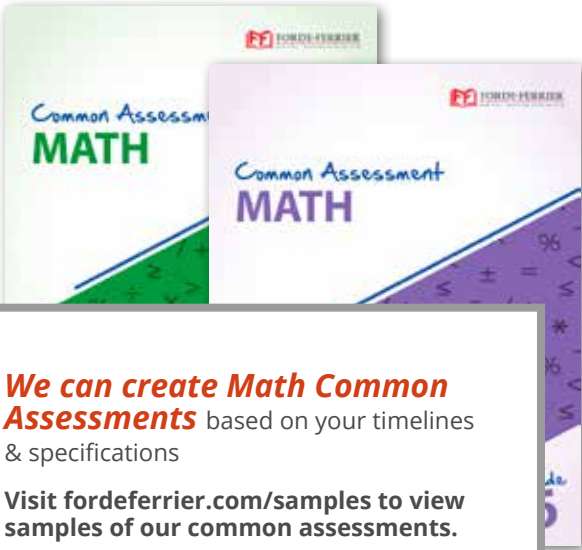 FORDE-FERRIER
Common Assessm
MATH
FORDE-FERRIER
Common Assessment
MATH
We can create Math Common
Assessments based on your timelines
& specifications
Visit fordeferrier.com/samples to view
samples of our common assessments.